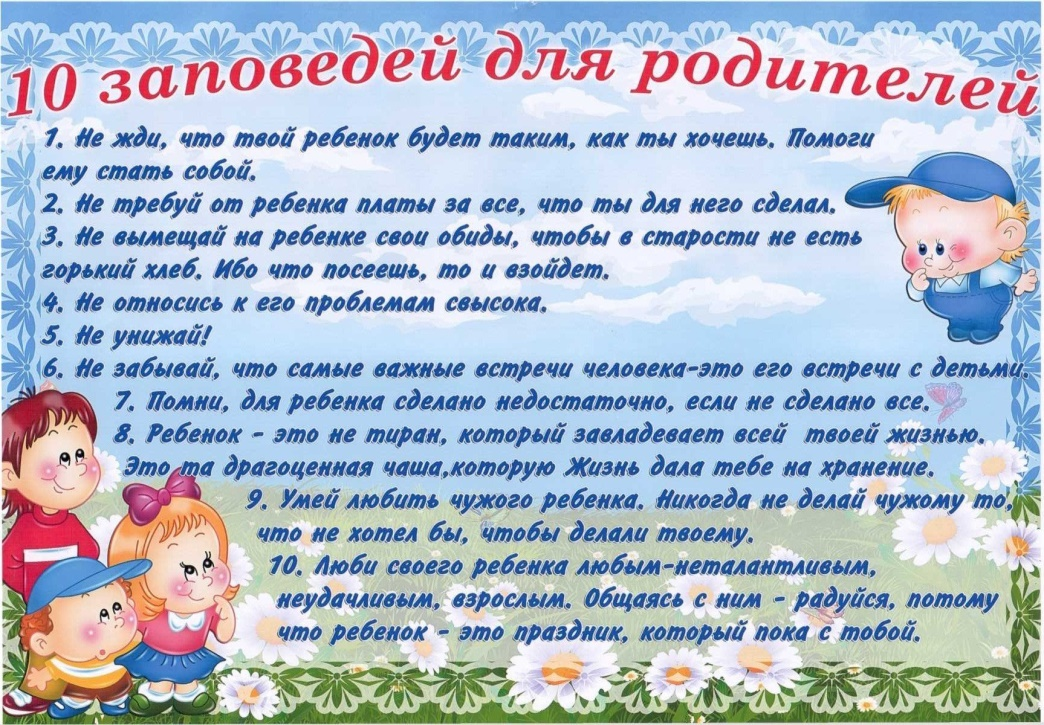 10 заповедей для родителей
1. Не жди, что твой ребенок будет таким, как ты хочешь. Помоги
ему стать собой.
2. Не требуй от ребенка платы за все, что ты для него сделал.
3. Не вымещай на ребенке свои обиды, чтобы в старости не есть
горький хлеб. Ибо что посеешь, то и взойдет.
4. Не относись к его проблемам свысока.
5. Не унижай!
6. Не забывай, что самые важные встречи человека-это его встречи с детьми.
7. Помни, для ребенка сделано недостаточно, если не сделано все.
8. Ребенок - это не тиран, который завладевает всей твоей жизнью.
Это та драгоценная чаша,которую Жизнь дала тебе на хранение.
9. Умей любить чужого ребенка. Никогда не делай чужому то,
что не хотел бы, чтобы делали твоему.
10. Люби своего ребенка любым-неталантливым,
неудачливым, взрослым. Общаясь с ним - радуйся, потому
что ребенок - это праздник, который пока с тобой.